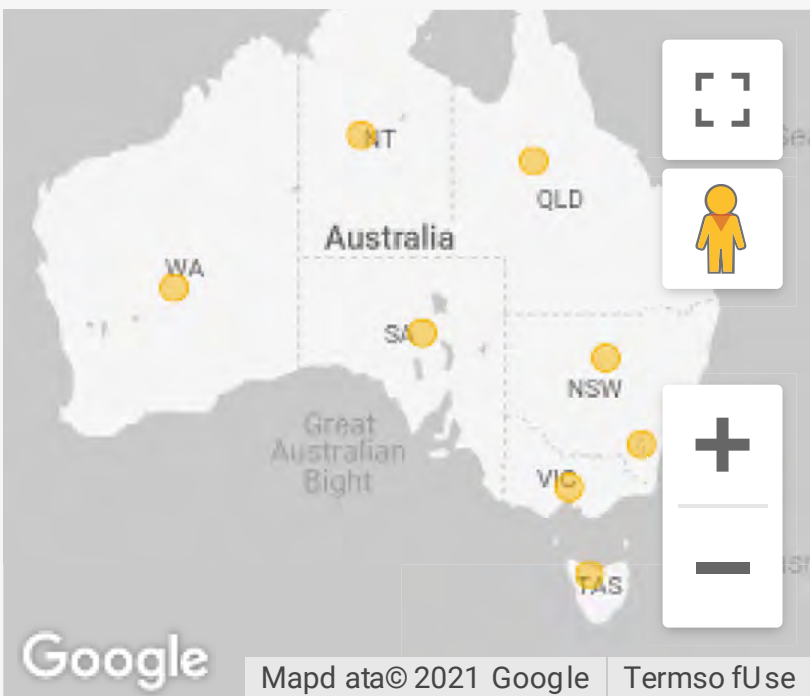 NT
QLD
Australia
WA
SA
NSW
Great
Australian
Bight
VIC
TAS
Google
Mapd ata© 2021 Google
Termso fUse